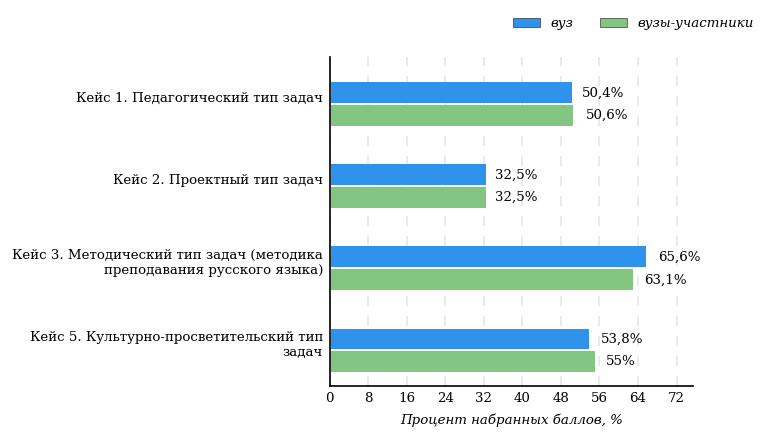 вуз вузы-участники
Кейс 1. Педагогический тип задач
50,4%
50,6%
Кейс 2. Проектный тип задач
32,5%
32,5%
Кейс 3. Методический тип задач (методика
преподавания русского языка)
65,6%
63,1%
Кейс 5. Культурно-просветительский тип
задач
53,8%
55%
0 8 16 24 32 40 48 56 64 72
Процент набранных баллов, %